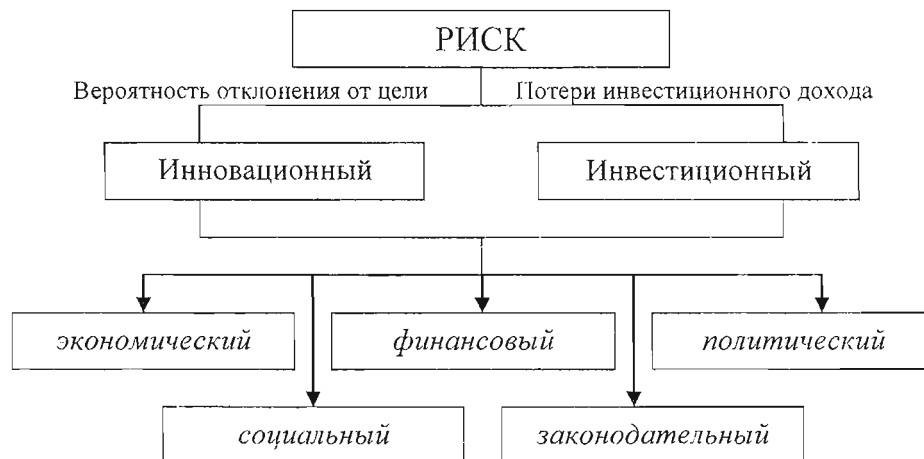 РИСК
Вероятность отклонения от цели
Потери инвестиционного дохода
Инновационный
Инвестиционный
экономический
финансовый
политический
социальный
законодательный